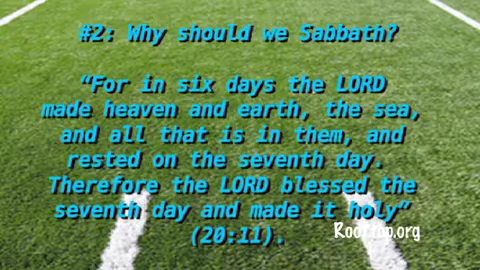 #2: Why should we Sabbath?
“For in six days the LORD
made heaven and earth, the sea,
and all that is in them, and
rested on the seventh day.
Therefore the LORD blessed the
seventh day and made it holy”
(20:11).
Rooftop.org